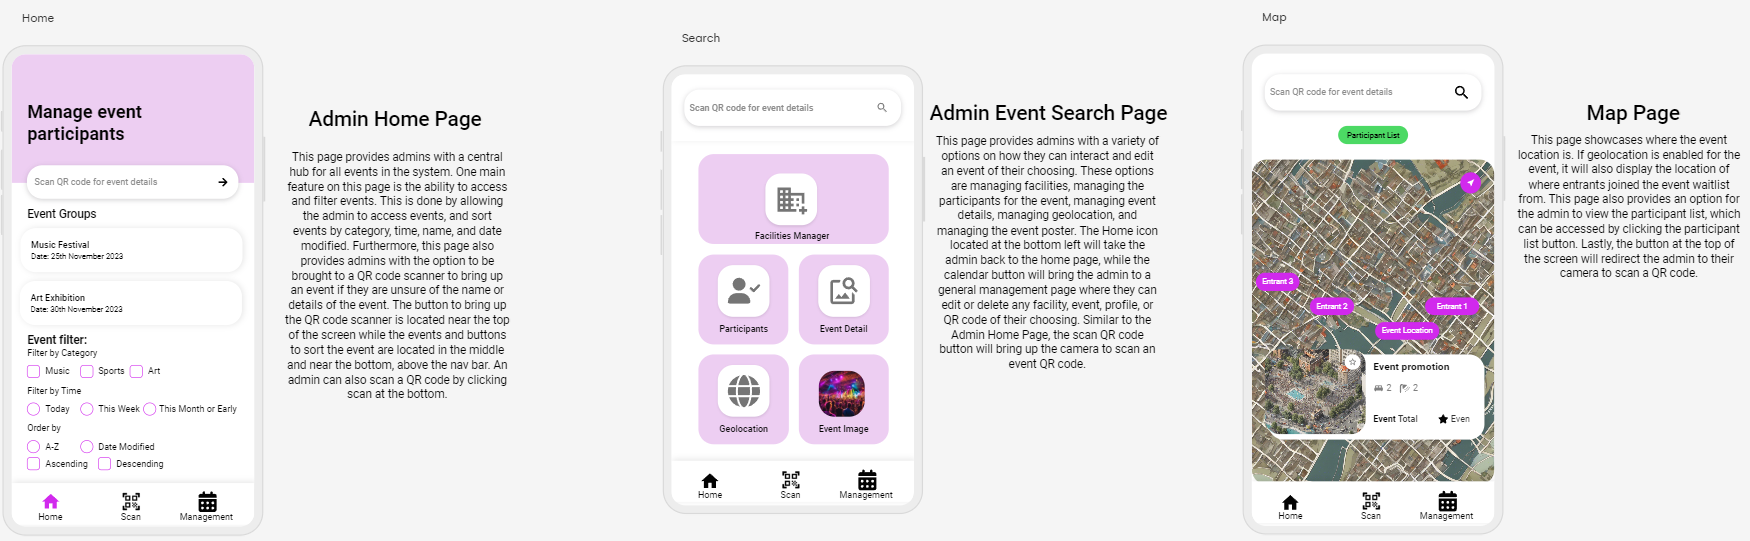 Home
Manage event
participants
Scan QR code for event details
Event Groups
Music Festival
Date: 25th November 2023
Art Exhibition
Date: 30th November 2023
Event filter:
Filter by Category
Music Sports Art
Filter by Time
Today This Week This Month or Early
Order by
A-Z Date Modified
Ascending Descending
Home Scan Management
Admin Home Page
This page provides admins with a central
hub for all events in the system. One main
feature on this page is the ability to access
and filter events. This is done by allowing
the admin to access events, and sort
events by category, time, name, and date
modified. Furthermore, this page also
provides admins with the option to be
brought to a QR code scanner to bring up
an event if they are unsure of the name or
details of the event. The button to bring up
the QR code scanner is located near the top
of the screen while the events and buttons
to sort the event are located in the middle
and near the bottom, above the nav bar. An
admin can also scan a QR code by clicking
scan at the bottom.
Search
Scan QR code for event details
Facilities Manager
Participants Event Detail
Geolocation Event Image
Home Scan Management
Admin Event Search Page
This page provides admins with a variety of
options on how they can interact and edit
an event of their choosing. These options
are managing facilities, managing the
participants for the event, managing event
details, managing geolocation, and
managing the event poster. The Home icon
located at the bottom left will take the
admin back to the home page, while the
calendar button will bring the admin to a
general management page where they can
edit or delete any facility, event, profile, or
QR code of their choosing. Similar to the
Admin Home Page, the scan QR code
button will bring up the camera to scan an
event QR code.
Map
Scan QR code for event details
Participant List
Entrant 3
Entrant 2 Entrant 1
Event Location
Event promotion
2 2
Event Total Even
Home Scan Management
Map Page
This page showcases where the event
location is. If geolocation is enabled for the
event, it will also display the location of
where entrants joined the event waitlist
from. This page also provides an option for
the admin to view the participant list, which
can be accessed by clicking the participant
list button. Lastly, the button at the top of
the screen will redirect the admin to their
camera to scan a QR code.